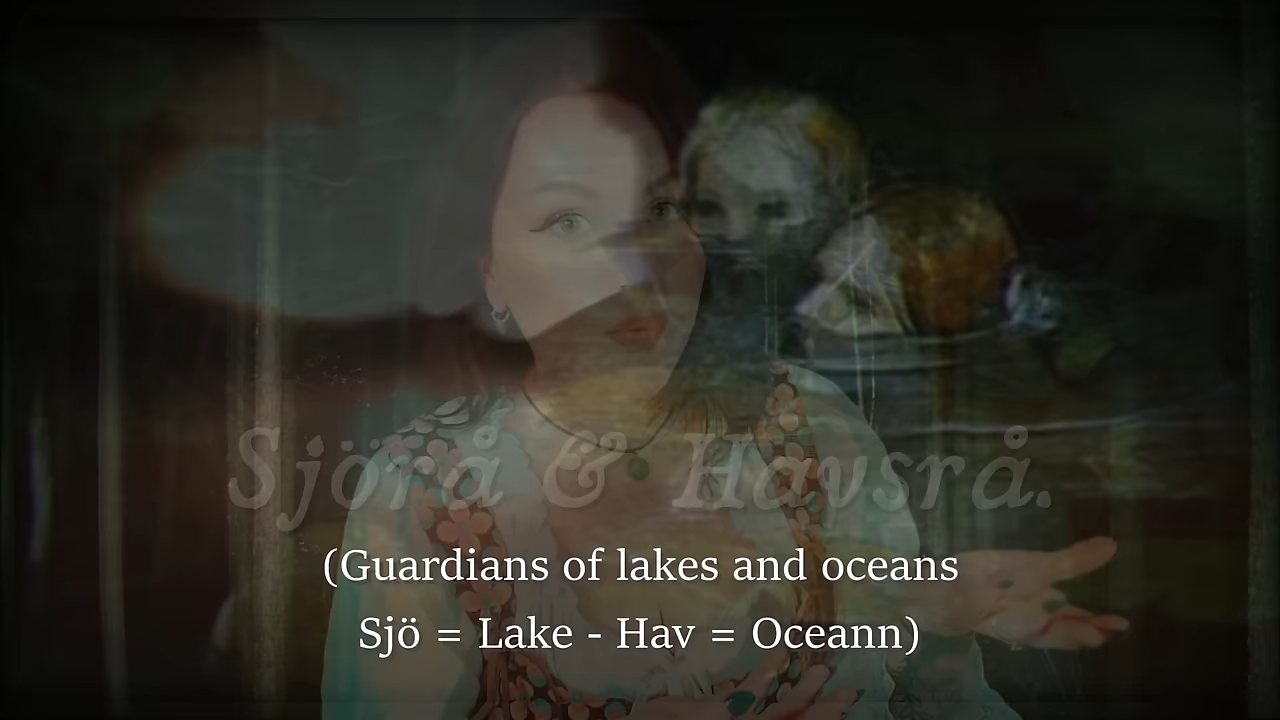 Sjörå & Havsrå.
(Guardians of lakes and oceans
Sjö = Lake - Hav = Oceann)